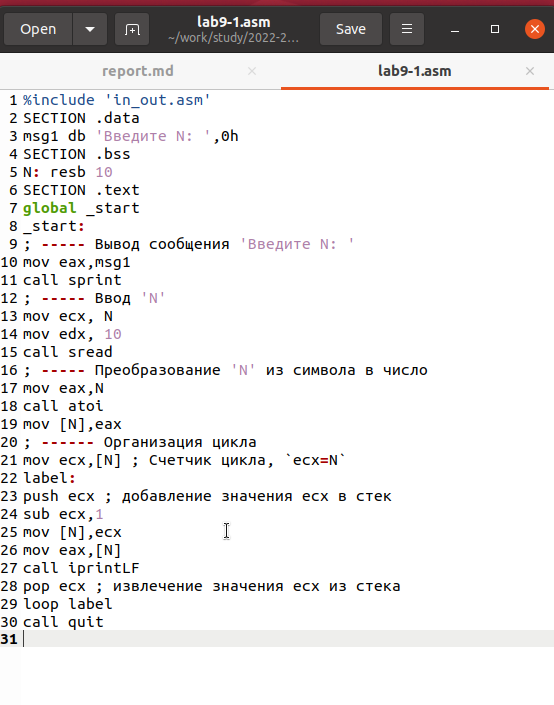 Open
lab9-1.asm
~/work/study/2022-2...
Save
report.md
lab9-1.asm
1 %include 'in_out.asm'
2 SECTION .data
3 msg1 db 'Введите N: ',0h
4 SECTION .bss
5 N: resb 10
6 SECTION .text
7 global _start
8 _start:
9 ; ----- Вывод сообщения 'Введите N: '
10 mov eax,msg1
11 call sprint
12 ; ----- Ввод 'N'
13 mov ecx, N
14 mov edx, 10
15 call sread
16 ; ----- Преобразование 'N' из символа в число
17 mov eax,N
18 call atoi
19 mov [N],eax
20 ; ------ Организация цикла
21 mov ecx,[N] ; Счетчик цикла, `ecx=N`
22 label:
23 push ecx ; добавление значения ecx в стек
24 sub ecx,1
25 mov [N],ecx
26 mov eax,[N]
27 call iprintLF
28 pop ecx ; извлечение значения ecx из стека
29 loop label
30 call quit
31